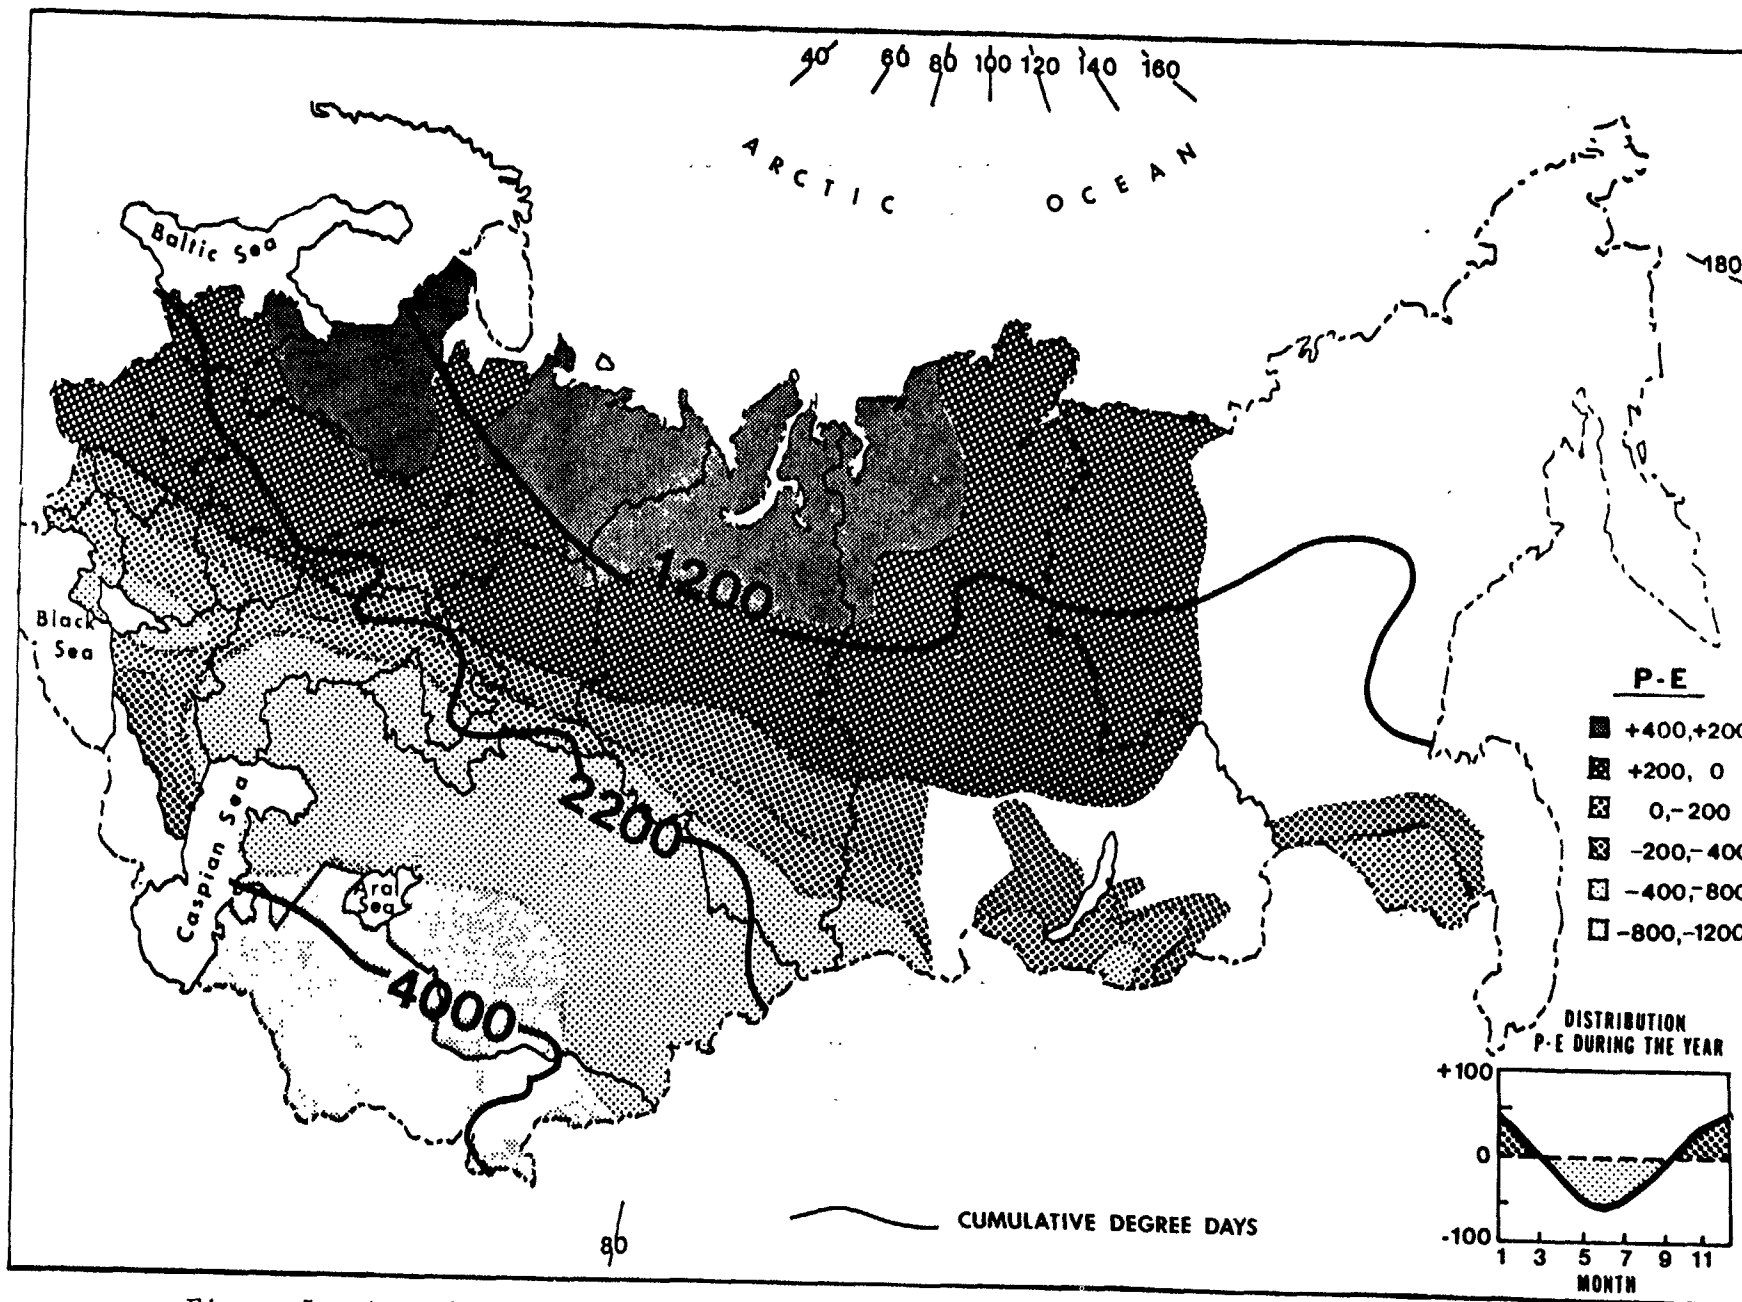 40 60 80 100 120 140 160
ARCTIC OCEAN
Baltic Sea
180
1200
Black
Sea
P-E
+400,+200
+200, 0
0,-200
-200,-400
-400,-800
-800,-1200
2200
Caspian Sea
Aral
Sea
4000
DISTRIBUTION
P-E DURING THE YEAR
+100
0
-100
1 3 5 7 9 11
MONTH
CUMULATIVE DEGREE DAYS
80